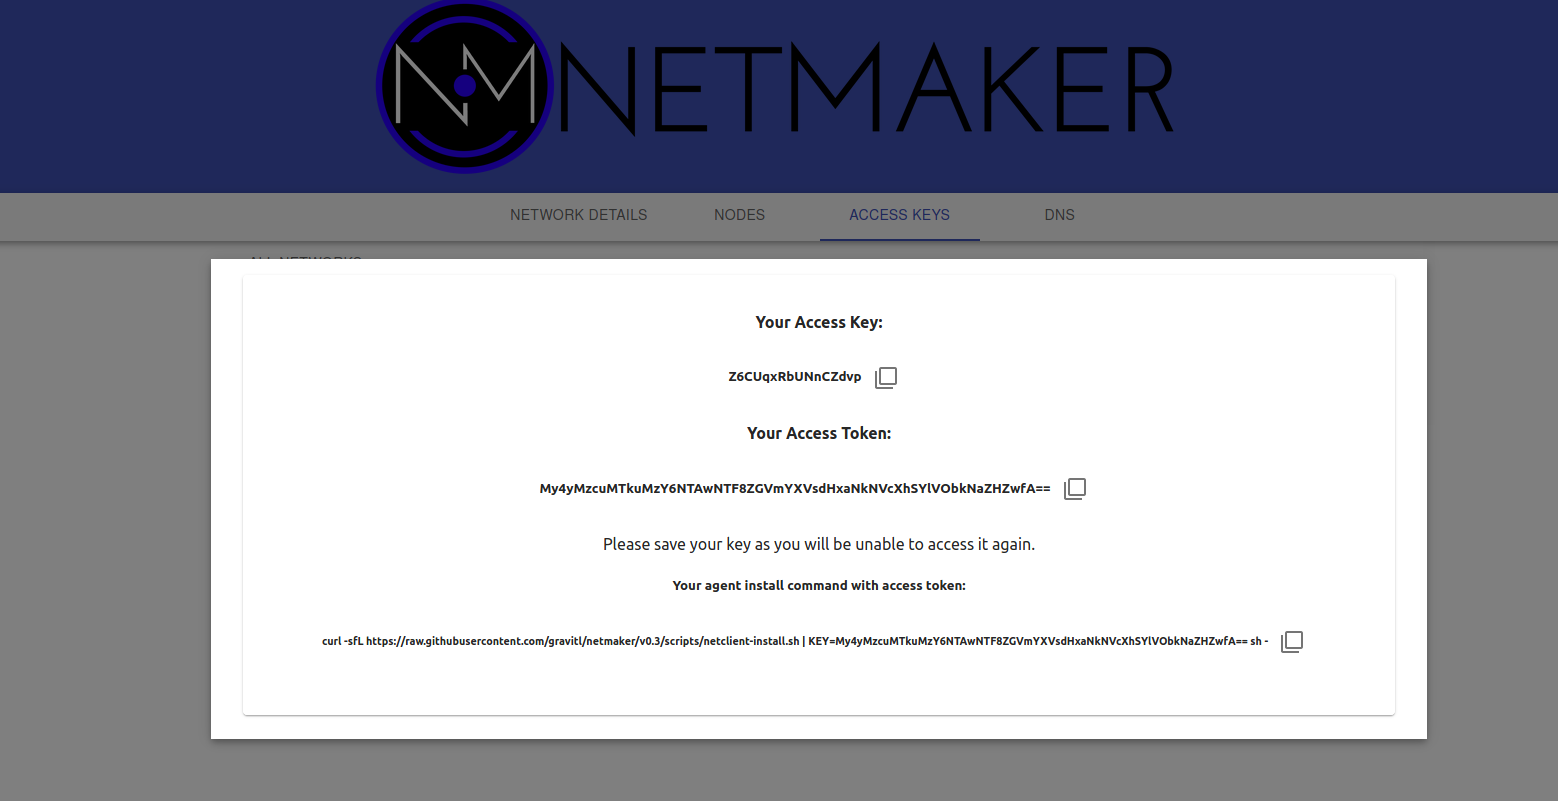 NM NETMAKER
NETWORK DETAILS NODES ACCESS KEYS DNS
ALL NETWORKS
Your Access Key:
Z6CUqxRbUNnCZdvp
Your Access Token:
My4yMzcuMTkuMzY6NTAwNTF8ZGVmYXVsdHxaNkNVcXhSYlVObkNaZHZwfA==
Please save your key as you will be unable to access it again.
Your agent install command with access token:
curl -sfL https://raw.githubusercontent.com/gravitl/netmaker/v0.3/scripts/netclient-install.sh | KEY=My4yMzcuMTkuMzY6NTAwNTF8ZGVmYXVsdHxaNkNVcXhSYlVObkNaZHZwfA== sh -